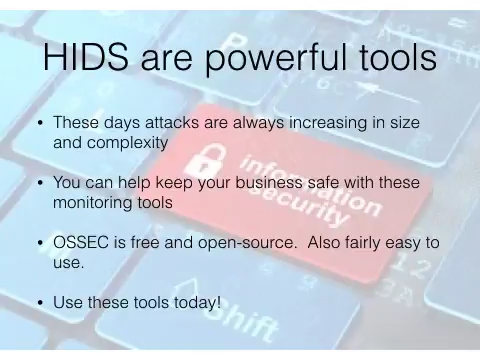 HIDS are powerful tools
• These days attacks are always increasing in size
and complexity
• You can help keep your business safe with these
monitoring tools
• OSSEC is free and open-source.  Also fairly easy to
use.
• Use these tools today!
information
security
Shift